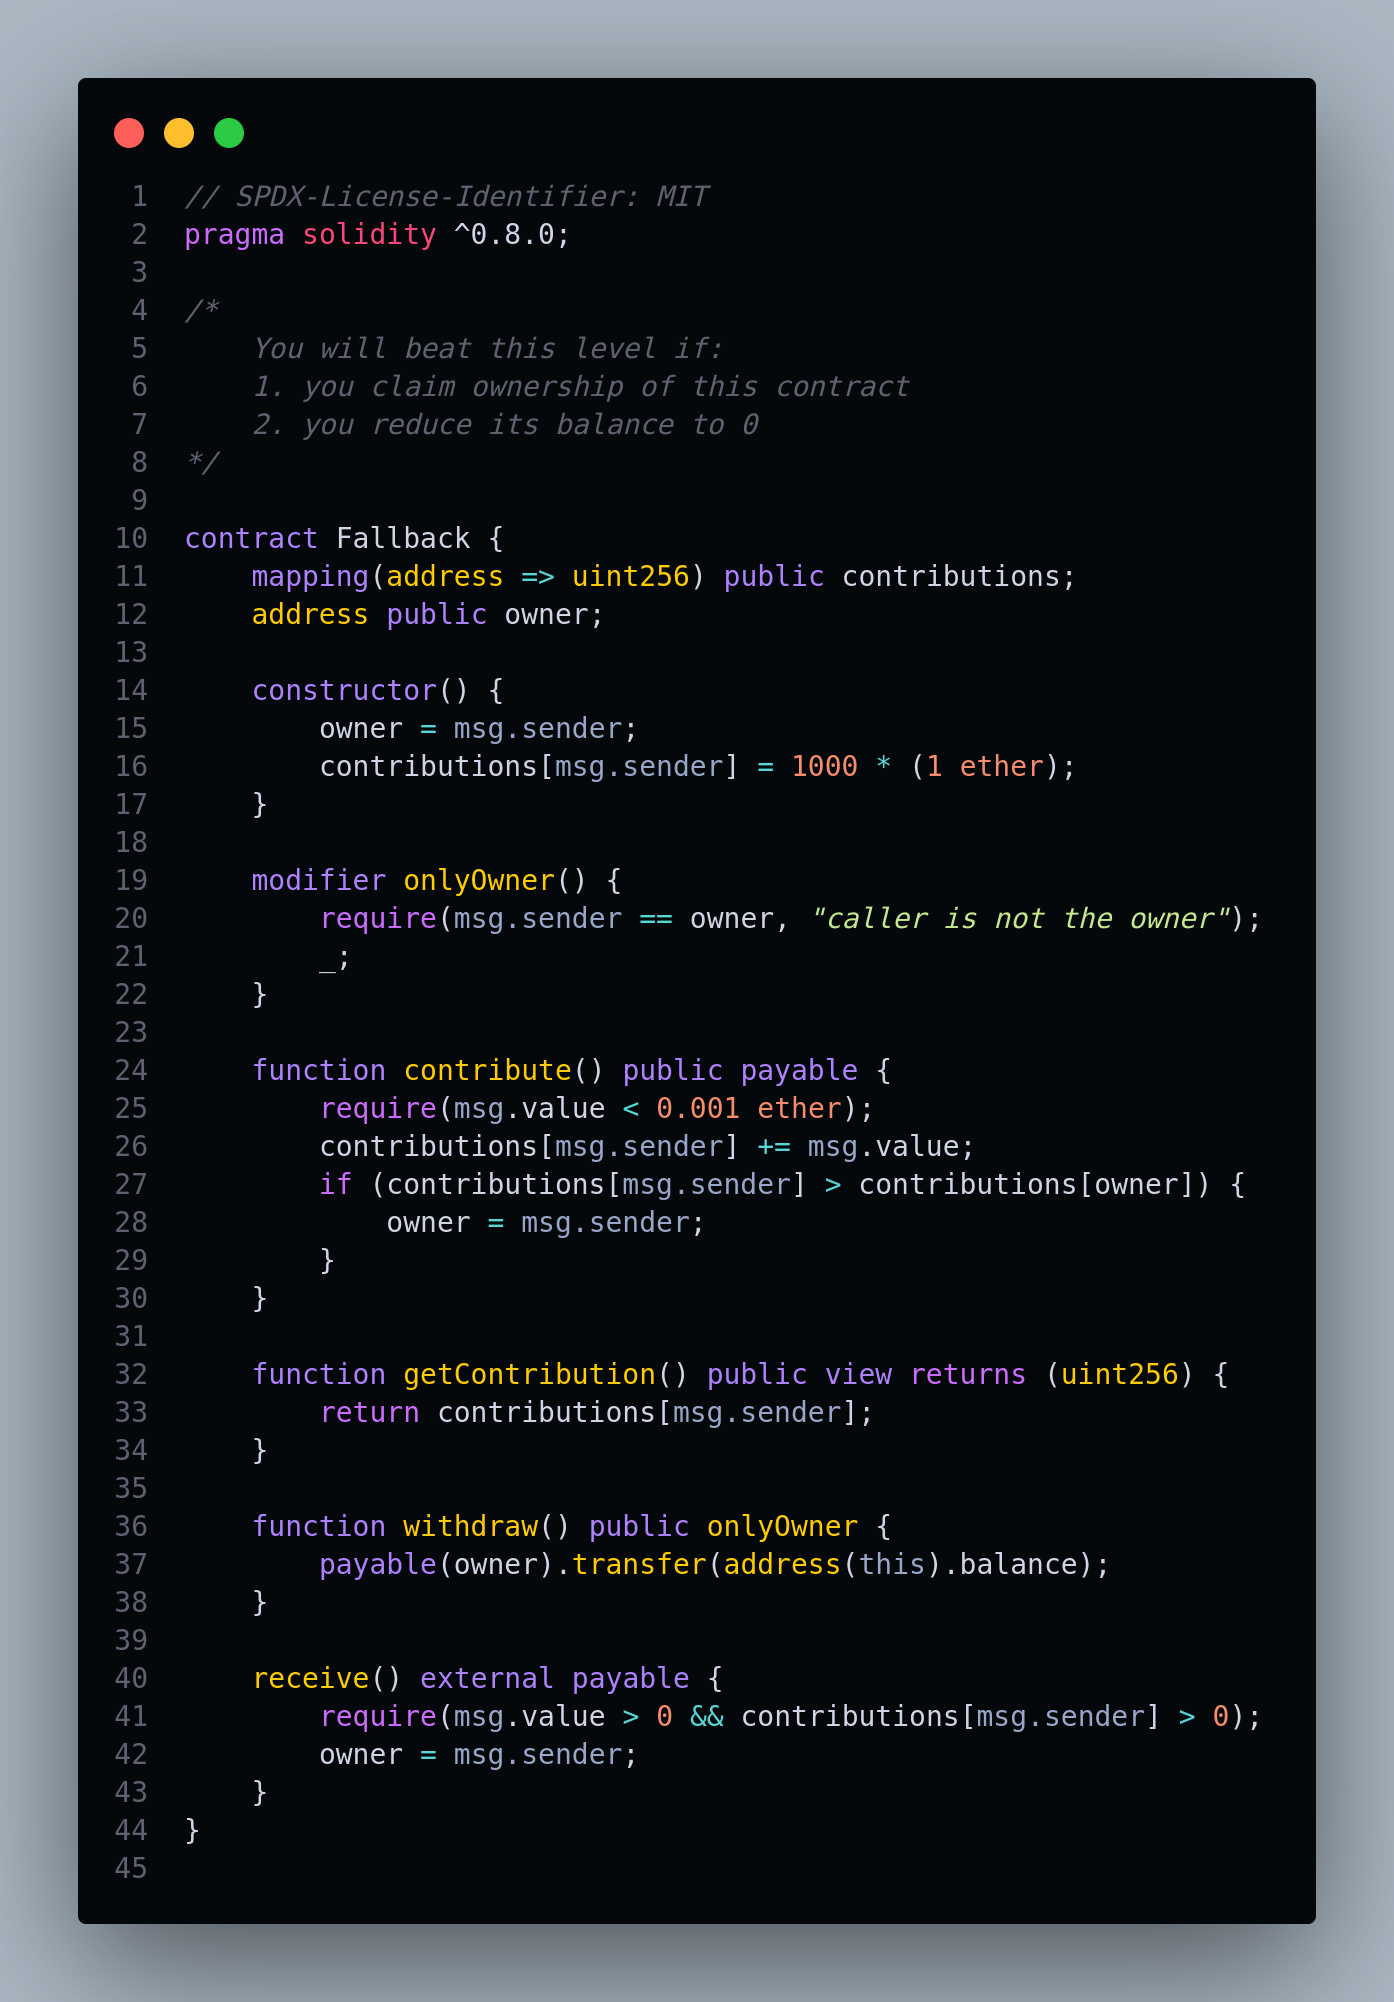 1 // SPDX-License-Identifier: MIT
2 pragma solidity ^0.8.0;
3
4 /*
5     You will beat this level if:
6     1. you claim ownership of this contract
7     2. you reduce its balance to 0
8 */
9
10 contract Fallback {
11     mapping(address => uint256) public contributions;
12     address public owner;
13
14     constructor() {
15         owner = msg.sender;
16         contributions[msg.sender] = 1000 * (1 ether);
17     }
18
19     modifier onlyOwner() {
20         require(msg.sender == owner, "caller is not the owner");
21         _;
22     }
23
24     function contribute() public payable {
25         require(msg.value < 0.001 ether);
26         contributions[msg.sender] += msg.value;
27         if (contributions[msg.sender] > contributions[owner]) {
28             owner = msg.sender;
29         }
30     }
31
32     function getContribution() public view returns (uint256) {
33         return contributions[msg.sender];
34     }
35
36     function withdraw() public onlyOwner {
37         payable(owner).transfer(address(this).balance);
38     }
39
40     receive() external payable {
41         require(msg.value > 0 && contributions[msg.sender] > 0);
42         owner = msg.sender;
43     }
44 }
45